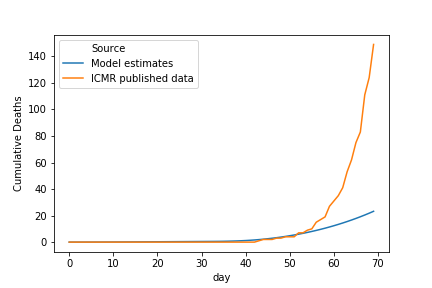 Source
Model estimates
ICMR published data
Cumulative Deaths
140
120
100
80
60
40
20
0
0 10 20 30 40 50 60 70
day